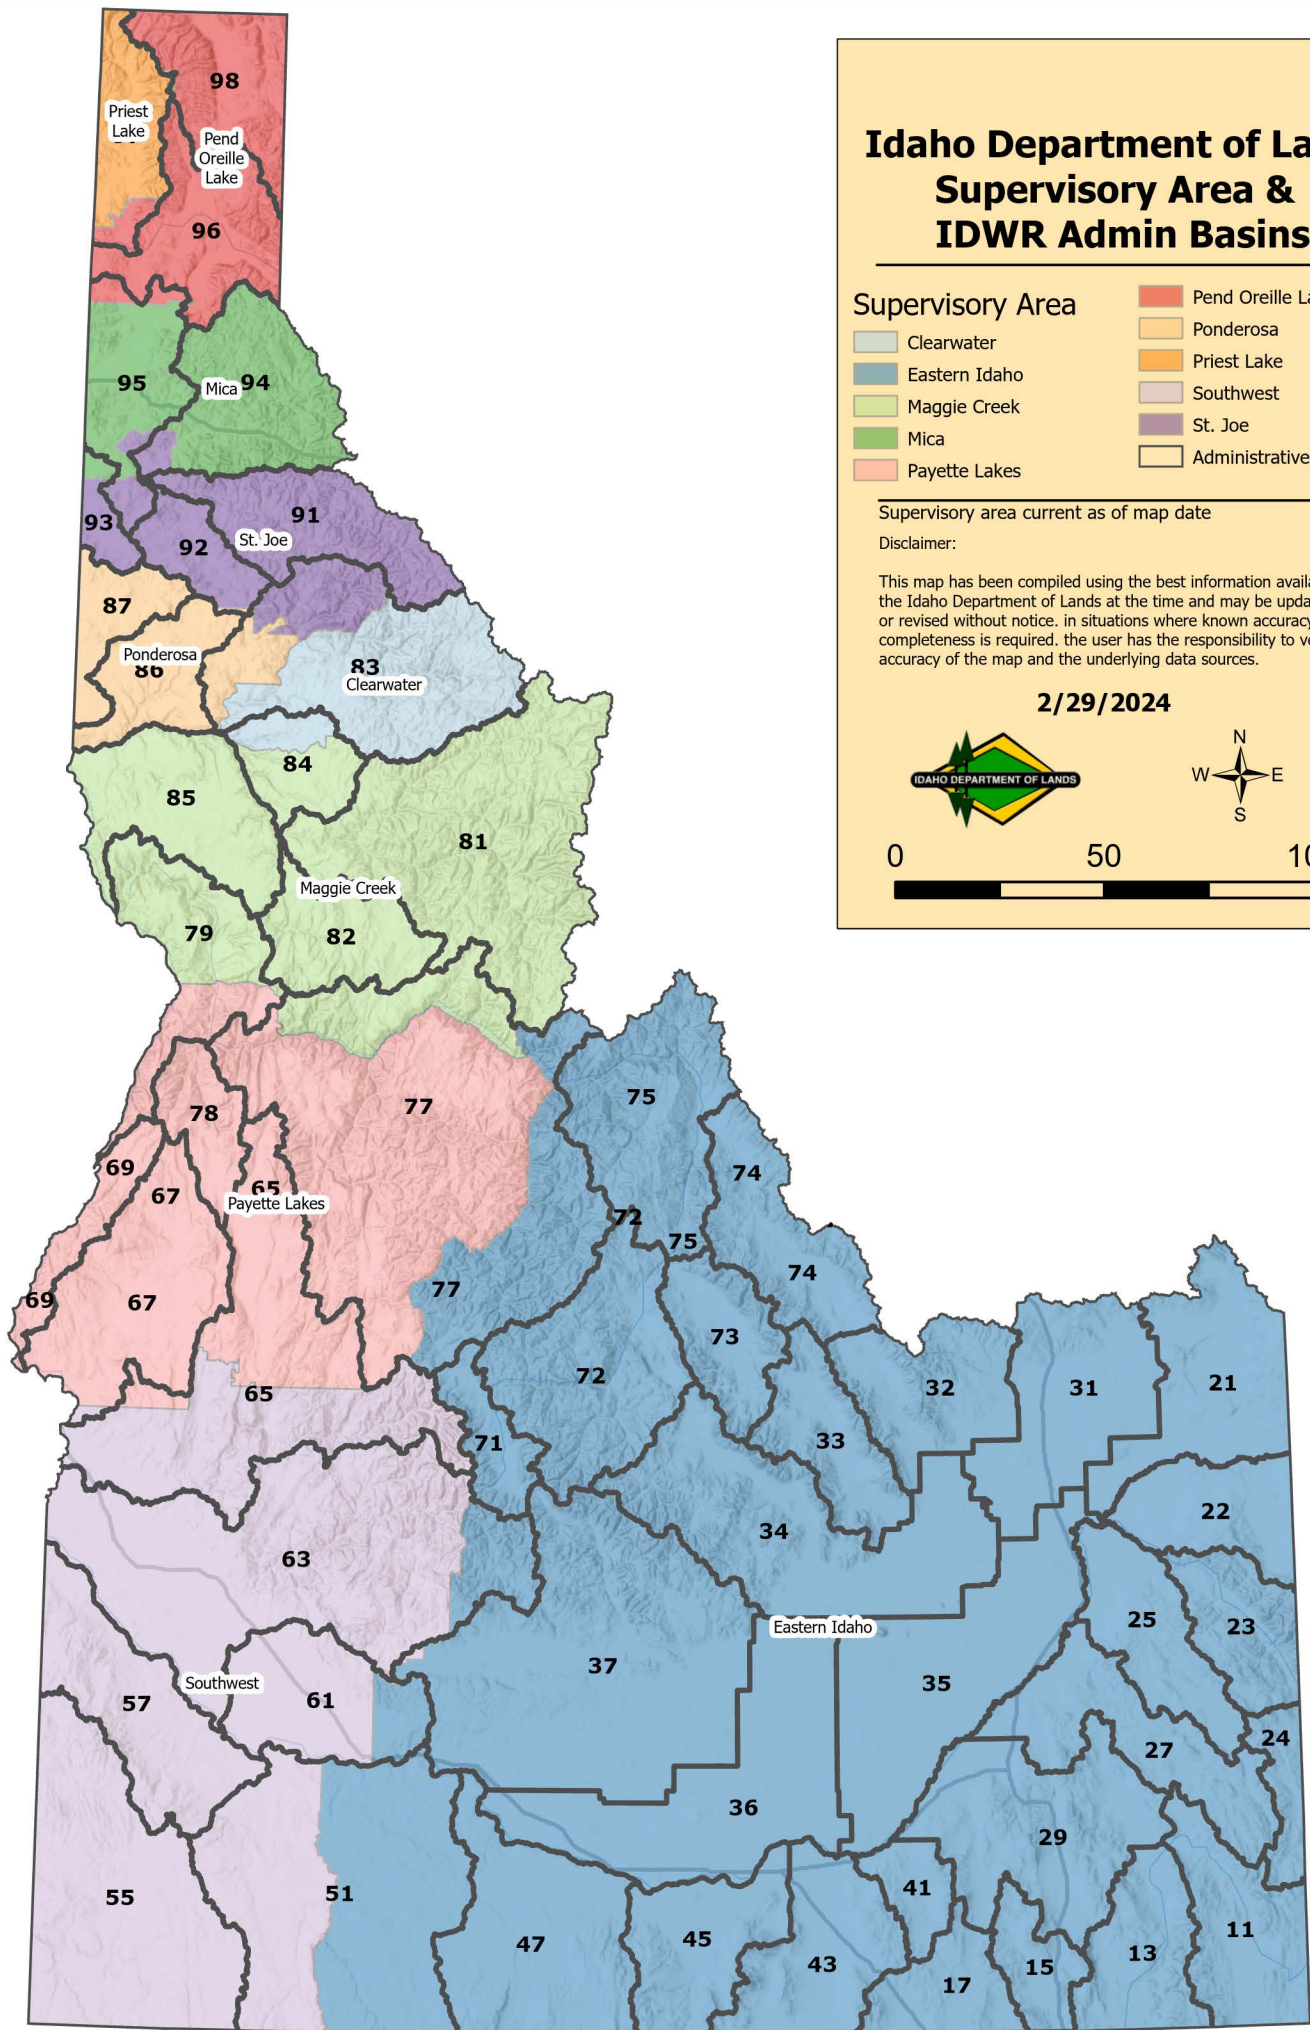 98
Priest
Lake
Pend
Oreille
Lake
96
95
Mica
94
93
92
91
St. Joe
87
Ponderosa
86
83
Clearwater
84
85
81
Maggie Creek
82
79
77
78
69
67
65
Payette Lakes
69
67
77
75
74
72
75
74
73
72
71
65
32
33
31
21
22
34
63
25
23
Eastern Idaho
37
35
Southwest
57
61
24
27
36
29
55
51
41
47
45
43
17
15
13
11
Idaho Department of La
Supervisory Area &
IDWR Admin Basins
Supervisory Area
Clearwater
Eastern Idaho
Maggie Creek
Mica
Payette Lakes
Pend Oreille La
Ponderosa
Priest Lake
Southwest
St. Joe
Administrative
Supervisory area current as of map date
Disclaimer:
This map has been compiled using the best information availa
the Idaho Department of Lands at the time and may be upda
or revised without notice. in situations where known accuracy
completeness is required. the user has the responsibility to ve
accuracy of the map and the underlying data sources.
2/29/2024
IDAHO DEPARTMENT OF LANDS
N
W E
S
0 50 10